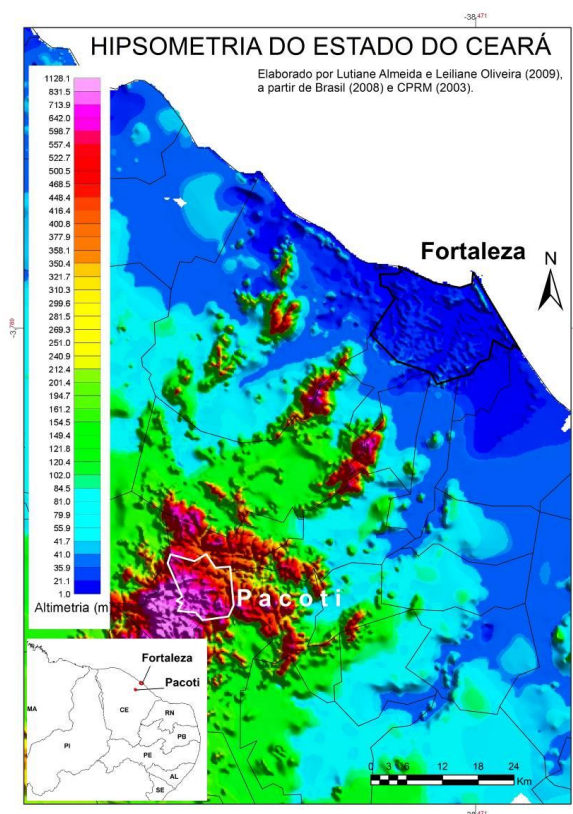 -38,471
HIPSOMETRIA DO ESTADO DO CEARÁ
Elaborado por Lutiane Almeida e Leiliane Oliveira (2009),
a partir de Brasil (2008) e CPRM (2003).
1128.1
831.5
713.9
642.0
598.7
557.4
522.7
500.5
468.5
448.4
418.4
400.8
377.9
358.1
350.4
321.7
310.3
299.6
281.5
269.3
251.0
240.9
212.4
201.4
194.7
161.2
154.5
149.4
121.8
120.4
102.0
84.5
81.0
79.9
55.9
41.7
41.0
35.9
21.1
1.0
Altimetria (m
Fortaleza
N
-3,789
Pacoti
Fortaleza
Pacoti
MA
CE
RN
PB
PI
PE
AL
SE
0 3 6 12 18 24
Km
-38,471